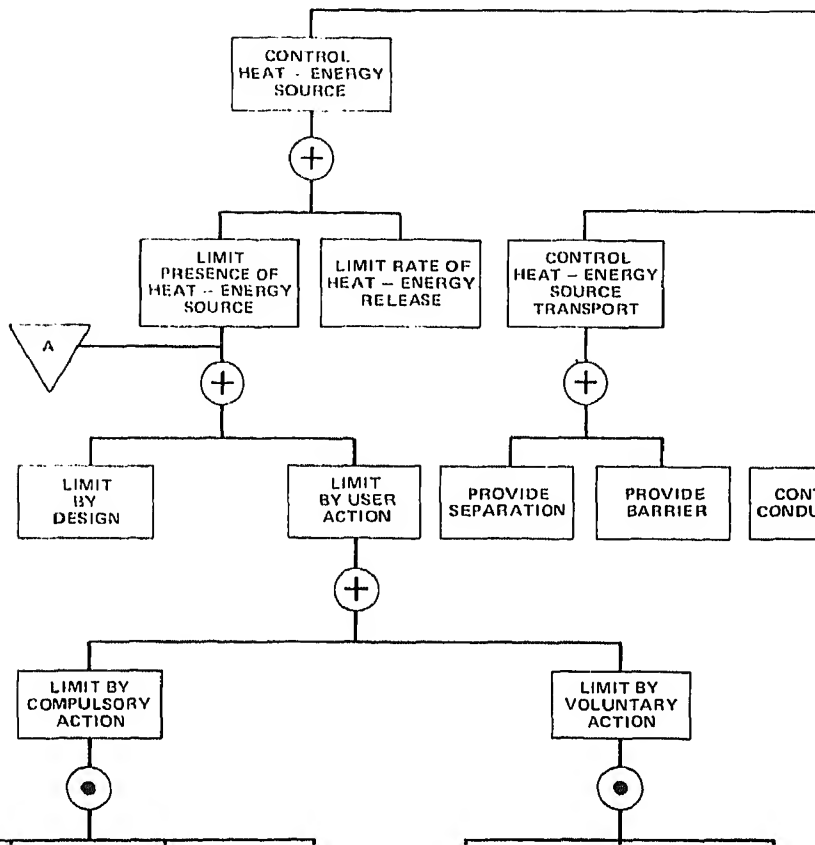 CONTROL
HEAT - ENERGY
SOURCE
+
LIMIT
PRESENCE OF
HEAT - ENERGY
SOURCE
LIMIT RATE OF
HEAT - ENERGY
RELEASE
CONTROL
HEAT - ENERGY
SOURCE
TRANSPORT
A
+
+
LIMIT
BY
DESIGN
LIMIT
BY USER
ACTION
PROVIDE
SEPARATION
PROVIDE
BARRIER
CONT
CONDU
+
LIMIT BY
COMPULSORY
ACTION
LIMIT BY
VOLUNTARY
ACTION